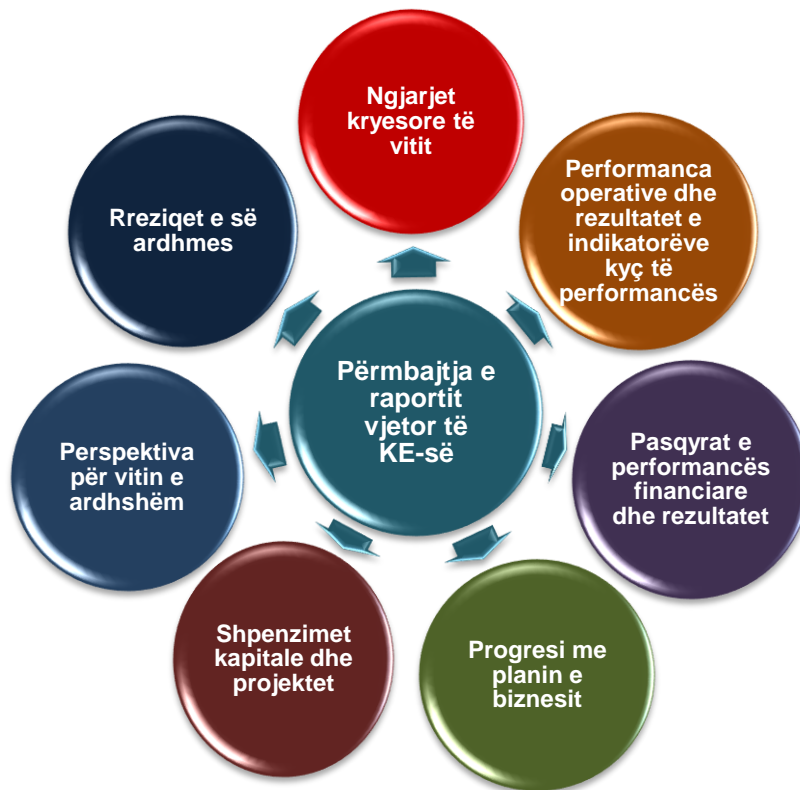 Ngjarjet
kryesore të
vitit
Performanca
operative dhe
rezultatet e
indikatorëve
kyç të
performancës
Pasqyrat e
performancës
financiare
dhe rezultatet
Progresi me
planin e
biznesit
Shpenzimet
kapitale dhe
projektet
Perspektiva
për vitin e
ardhshëm
Rreziqet e së
ardhmes
Përmbajtja e
raportit
vjetor të
KE-së